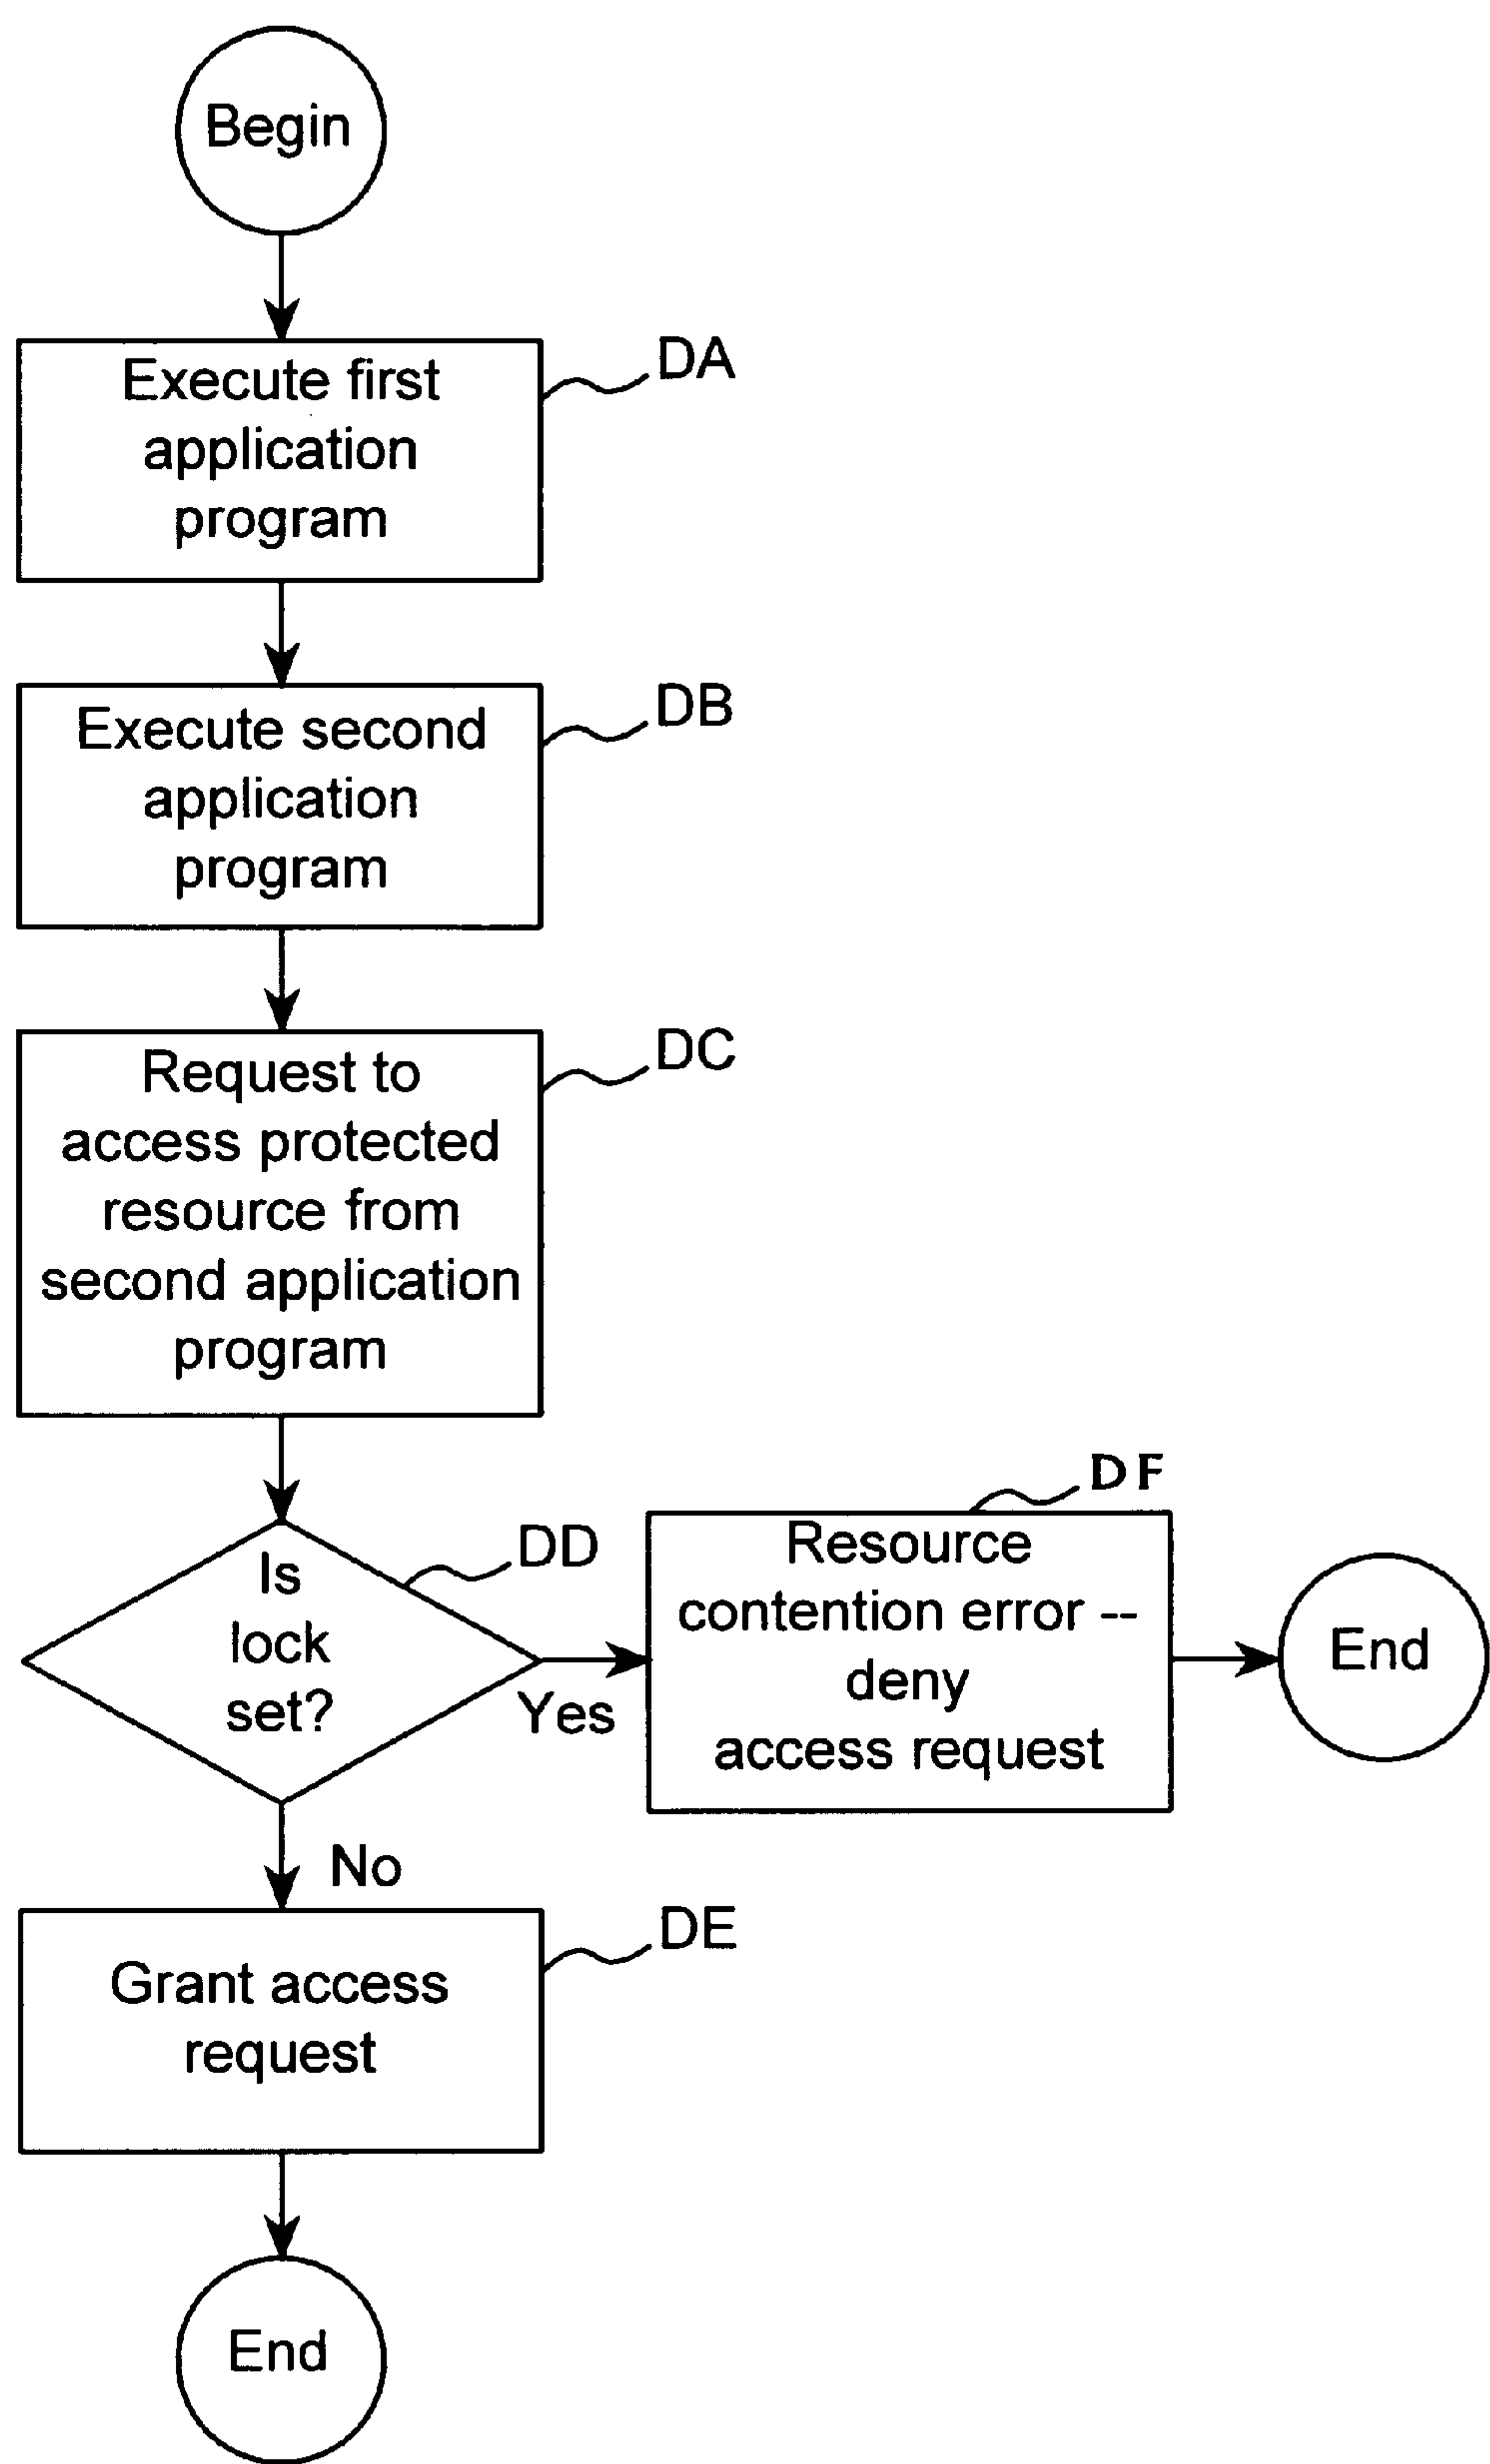 Begin
Execute first
application
program
DA
Execute second
application
program
DB
Request to
access protected
resource from
second application
program
DC
Is
lock
set?
DD
Yes
DF
Resource
contention error --
deny
access request
End
No
Grant access
request
DE
End